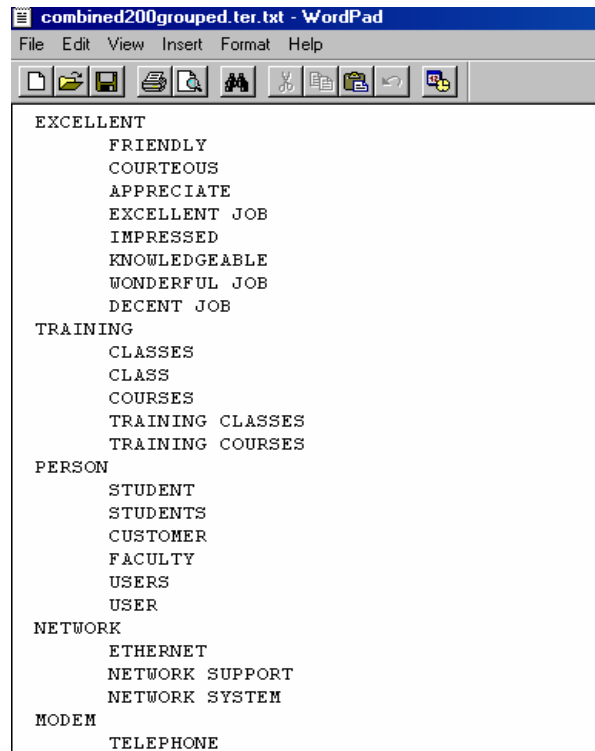 combined200grouped.ter.txt - WordPad
File Edit View Insert Format Help
EXCELLENT
FRIENDLY
COURTEOUS
APPRECIATE
EXCELLENT JOB
IMPRESSED
KNOWLEDGEABLE
WONDERFUL JOB
DECENT JOB
TRAINING
CLASSES
CLASS
COURSES
TRAINING CLASSES
TRAINING COURSES
PERSON
STUDENT
STUDENTS
CUSTOMER
FACULTY
USERS
USER
NETWORK
ETHERNET
NETWORK SUPPORT
NETWORK SYSTEM
MODEM
TELEPHONE